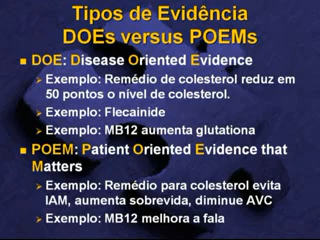 Tipos de Evidência
DOEs versus POEMs
DOE: Disease Oriented Evidence
Exemplo: Remédio de colesterol reduz em
50 pontos o nível de colesterol.
Exemplo: Flecainide
Exemplo: MB12 aumenta glutationa
POEM: Patient Oriented Evidence that
Matters
Exemplo: Remédio para colesterol evita
IAM, aumenta sobrevida, diminue AVC
Exemplo: MB12 melhora a fala